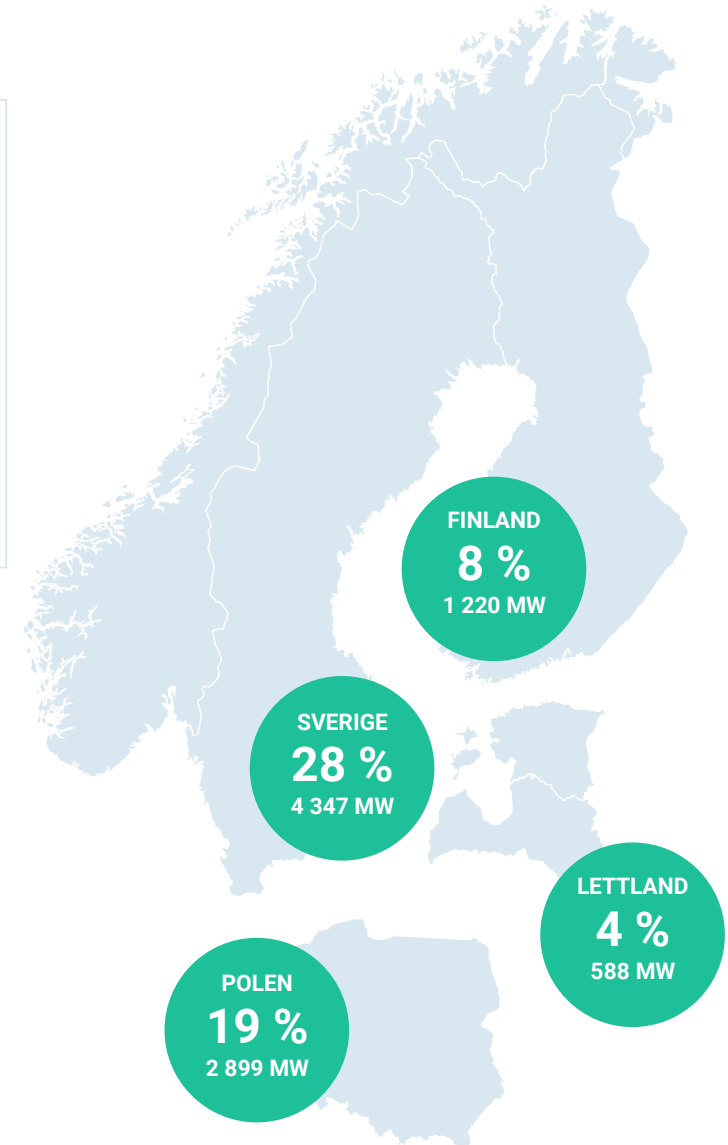 FINLAND
8 %
1 220 MW
SVERIGE
28 %
4 347 MW
LETTLAND
4 %
588 MW
POLEN
19 %
2 899 MW